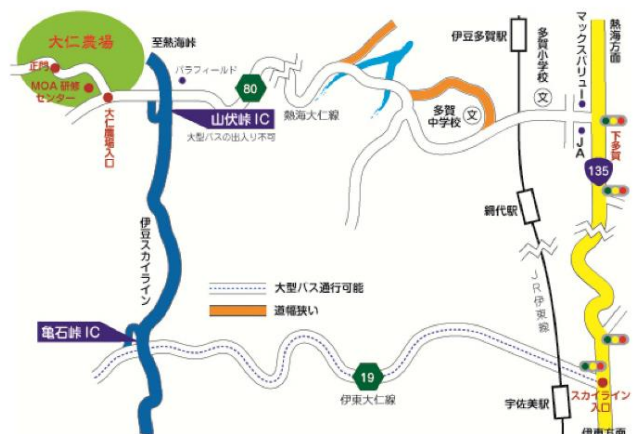 大仁農場
正門
MOA 研修
センター
大仁農場入口
至熱海峠
パラフィールド
80
熱海大仁線
山伏峠 IC
大型バスの出入り不可
多賀
中学校
文
伊豆多賀駅
多賀小学校
文
マックスバリュー
JA
熱海方面
下多賀
135
網代駅
JR伊東線
伊豆スカイライン
大型バス通行可能
道幅狭い
亀石峠 IC
19
伊東大仁線
宇佐美駅
スカイライン
入口
伊東方面